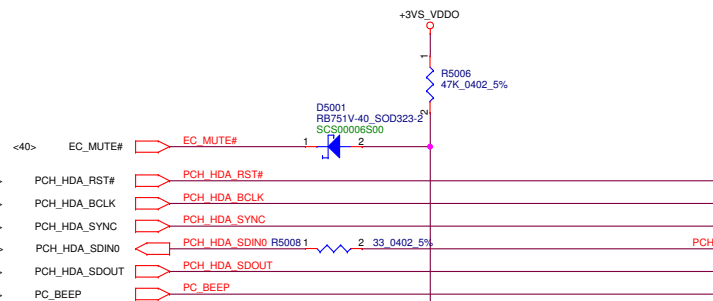 +3VS_VDDO
1
R5006
47K_0402_5%
2
D5001
RB751V-40_SOD323-2
SCS00006S00
<40> EC_MUTE# EC_MUTE# 1 2
PCH_HDA_RST# PCH_HDA_RST#
PCH_HDA_BCLK PCH_HDA_BCLK
PCH_HDA_SYNC PCH_HDA_SYNC
PCH_HDA_SDIN0 PCH_HDA_SDIN0 R5008 1 2 33_0402_5% PCH
PCH_HDA_SDOUT PCH_HDA_SDOUT
PC_BEEP PC_BEEP